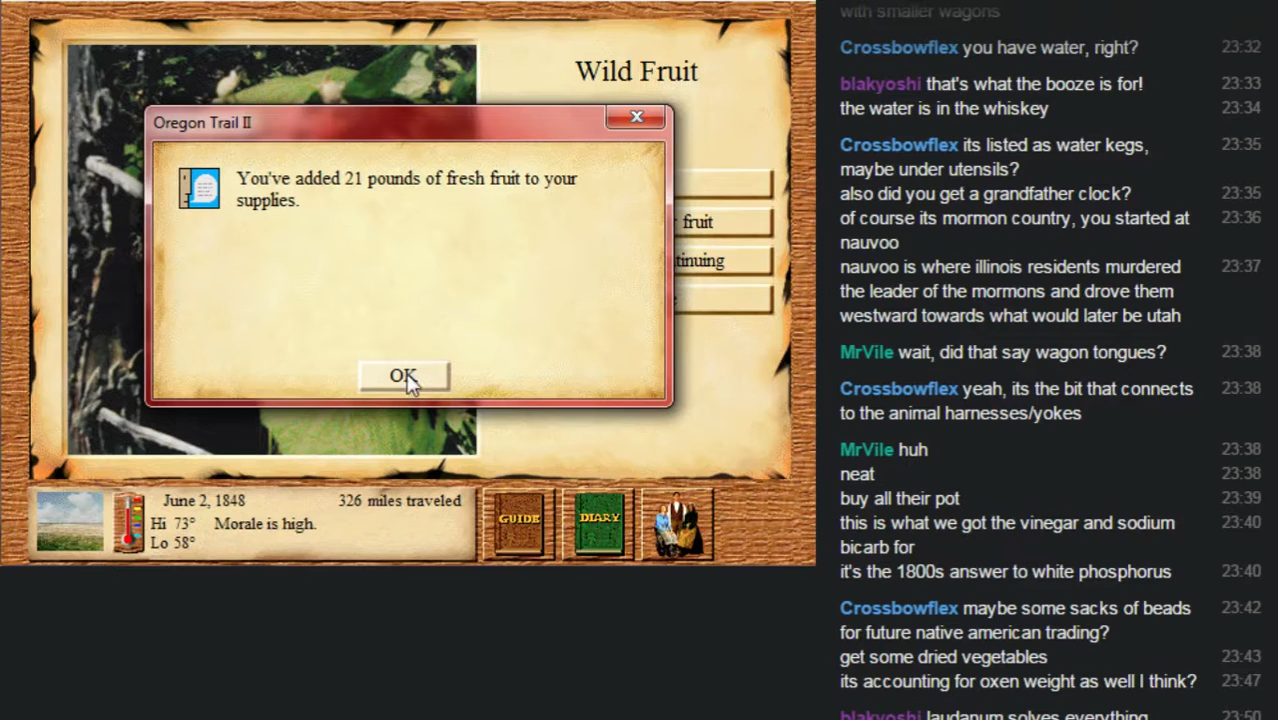 Wild Fruit
Oregon Trail II
You've added 21 pounds of fresh fruit to your
supplies.
fruit
tinuing
OK
June 2, 1848 326 miles traveled
Hi 73° Morale is high.
Lo 58°
GUIDE
DIARY
with smaller wagons
Crossbowflex you have water, right? 23:32
blakyoshi that's what the booze is for! 23:33
the water is in the whiskey 23:34
Crossbowflex its listed as water kegs, 23:35
maybe under utensils?
also did you get a grandfather clock? 23:35
of course its mormon country, you started at 23:36
nauvoo
nauvoo is where illinois residents murdered 23:37
the leader of the mormons and drove them
westward towards what would later be utah
MrVile wait, did that say wagon tongues? 23:38
Crossbowflex yeah, its the bit that connects 23:38
to the animal harnesses/yokes
MrVile huh 23:38
neat 23:38
buy all their pot 23:39
this is what we got the vinegar and sodium 23:40
bicarb for
it's the 1800s answer to white phosphorus 23:40
Crossbowflex maybe some sacks of beads 23:42
for future native american trading?
get some dried vegetables 23:43
its accounting for oxen weight as well I think? 23:47
blakyoshi laudanum solves everything 23:50